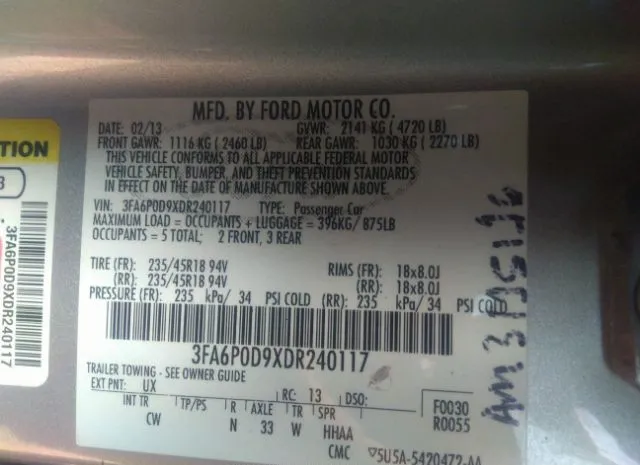 MFD. BY FORD MOTOR CO.
DATE: 02/13 GVWR: 2141 KG ( 4720 LB)
FRONT GAWR: 1116 KG ( 2460 LB) REAR GAWR: 1030 KG ( 2270 LB)
THIS VEHICLE CONFORMS TO ALL APPLICABLE FEDERAL MOTOR
VEHICLE SAFETY, BUMPER, AND THEFT PREVENTION STANDARDS
IN EFFECT ON THE DATE OF MANUFACTURE SHOWN ABOVE.
VIN: 3FA6P0D9XDR240117 TYPE: Passenger Car
MAXIMUM LOAD = OCCUPANTS + LUGGAGE = 396KG/ 875LB
OCCUPANTS = 5 TOTAL; 2 FRONT, 3 REAR
TIRE (FR): 235/45R18 94V RIMS (FR): 18x8.0J
(RR): 235/45R18 94V (RR): 18x8.0J
PRESSURE (FR): 235 kPa/ 34 PSI COLD (RR): 235 kPa/ 34 PSI COLD
3FA6P0D9XDR240117
TRAILER TOWING - SEE OWNER GUIDE
EXT PNT: UX RC: 13 DSO:
INT TR TP/PS R AXLE TR SPR F0030
CW N 33 W HHAA R0055
CMC ▽5U5A-5420472-AA
TION
3
3FA6P0D9XDR240117